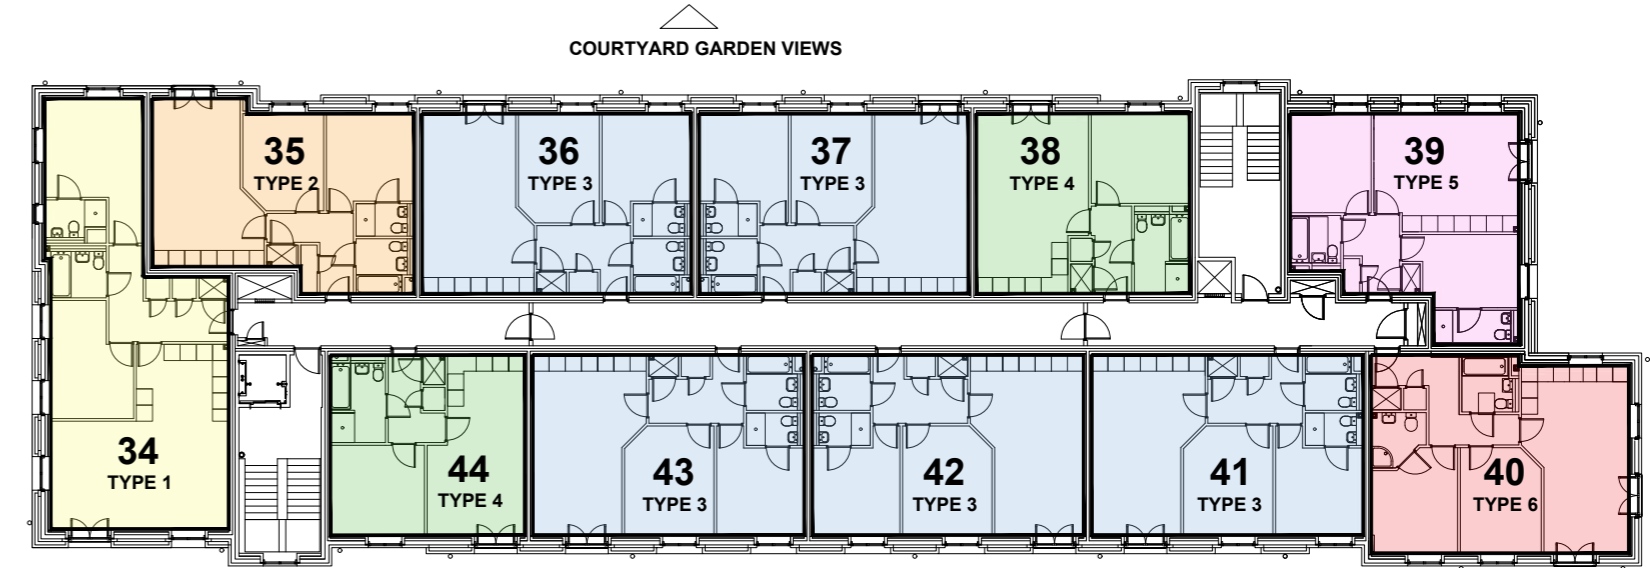 COURTYARD GARDEN VIEWS
35
TYPE 2
36
TYPE 3
37
TYPE 3
38
TYPE 4
39
TYPE 5
34
TYPE 1
44
TYPE 4
43
TYPE 3
42
TYPE 3
41
TYPE 3
40
TYPE 6